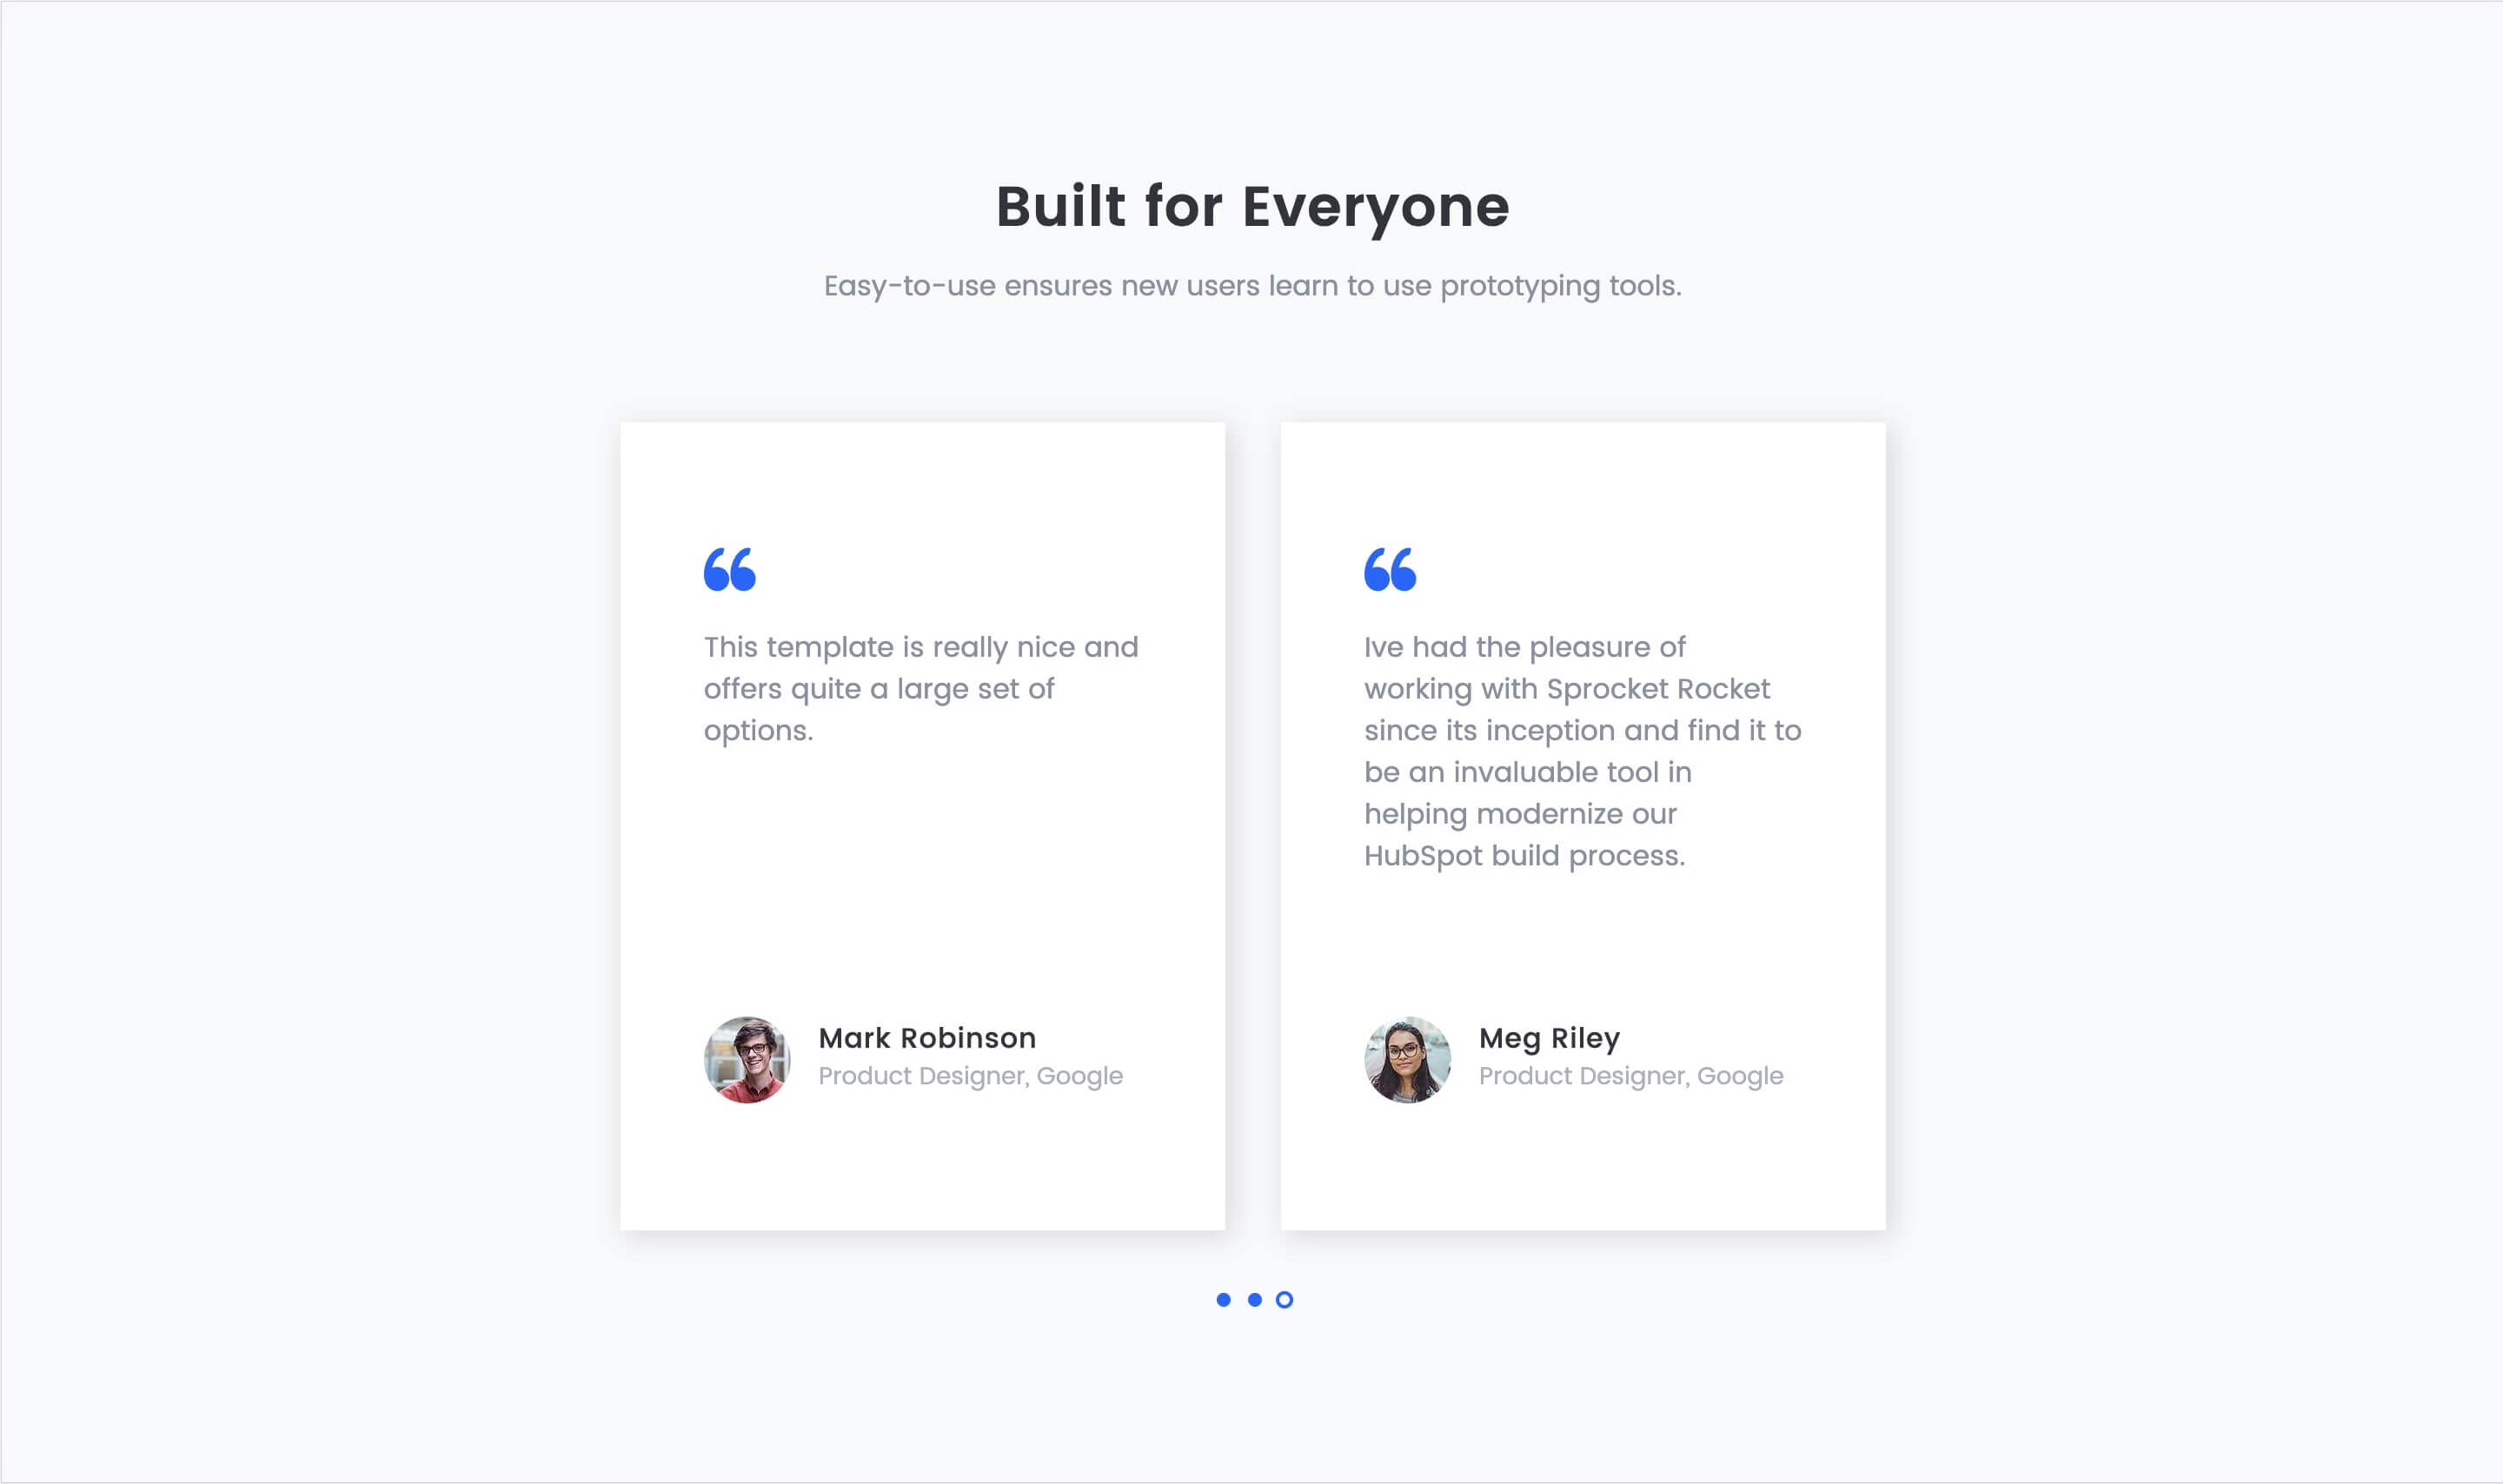 Built for Everyone
Easy-to-use ensures new users learn to use prototyping tools.
“
This template is really nice and
offers quite a large set of
options.
Mark Robinson
Product Designer, Google
“
Ive had the pleasure of
working with Sprocket Rocket
since its inception and find it to
be an invaluable tool in
helping modernize our
HubSpot build process.
Meg Riley
Product Designer, Google